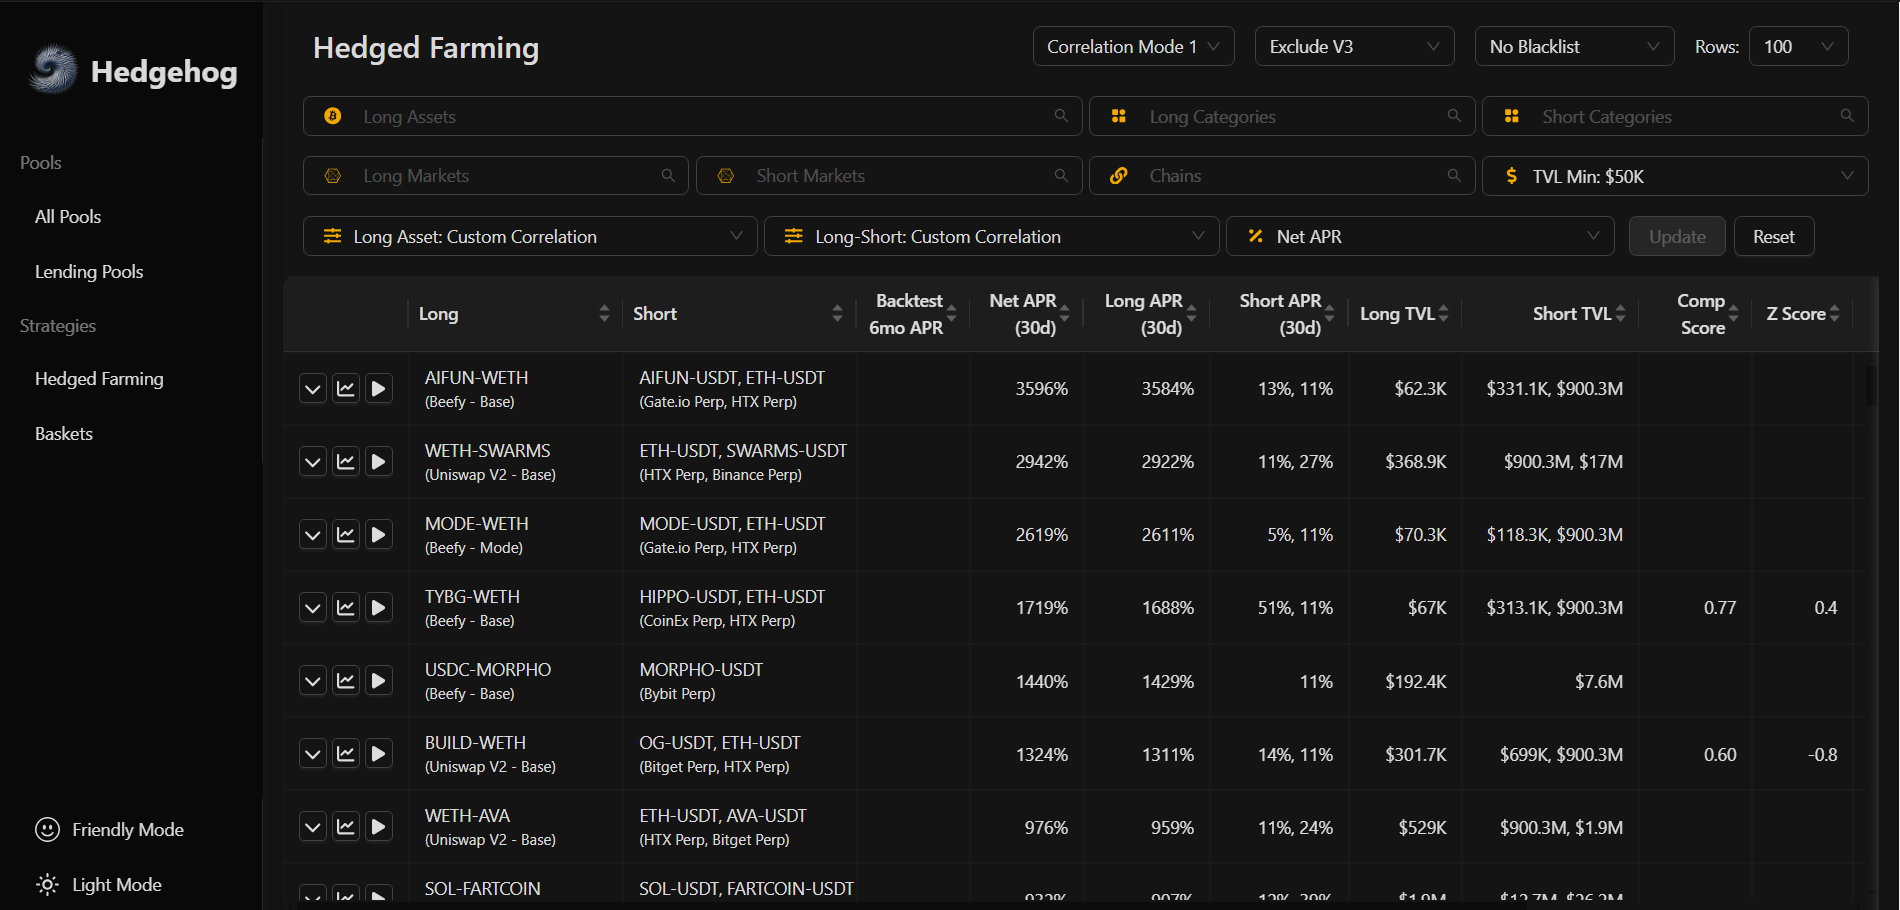 Hedgehog
Pools
All Pools
Lending Pools
Strategies
Hedged Farming
Baskets
Friendly Mode
Light Mode
Hedged Farming
Correlation Mode 1
Exclude V3
No Blacklist
Rows: 100
Long Assets
Long Categories
Short Categories
Long Markets
Short Markets
Chains
TVL Min: $50K
Long Asset: Custom Correlation
Long-Short: Custom Correlation
Net APR
Update
Reset
Long
Short
Backtest
6mo APR
Net APR
(30d)
Long APR
(30d)
Short APR
(30d)
Long TVL
Short TVL
Comp
Score
Z Score
AIFUN-WETH
(Beefy - Base)
AIFUN-USDT, ETH-USDT
(Gate.io Perp, HTX Perp)
3596%
3584%
13%, 11%
$62.3K
$331.1K, $900.3M
WETH-SWARMS
(Uniswap V2 - Base)
ETH-USDT, SWARMS-USDT
(HTX Perp, Binance Perp)
2942%
2922%
11%, 27%
$368.9K
$900.3M, $17M
MODE-WETH
(Beefy - Mode)
MODE-USDT, ETH-USDT
(Gate.io Perp, HTX Perp)
2619%
2611%
5%, 11%
$70.3K
$118.3K, $900.3M
TYBG-WETH
(Beefy - Base)
HIPPO-USDT, ETH-USDT
(CoinEx Perp, HTX Perp)
1719%
1688%
51%, 11%
$67K
$313.1K, $900.3M
0.77
0.4
USDC-MORPHO
(Beefy - Base)
MORPHO-USDT
(Bybit Perp)
1440%
1429%
11%
$192.4K
$7.6M
BUILD-WETH
(Uniswap V2 - Base)
OG-USDT, ETH-USDT
(Bitget Perp, HTX Perp)
1324%
1311%
14%, 11%
$301.7K
$699K, $900.3M
0.60
-0.8
WETH-AVA
(Uniswap V2 - Base)
ETH-USDT, AVA-USDT
(HTX Perp, Bitget Perp)
976%
959%
11%, 24%
$529K
$900.3M, $1.9M
SOL-FARTCOIN
SOL-USDT, FARTCOIN-USDT